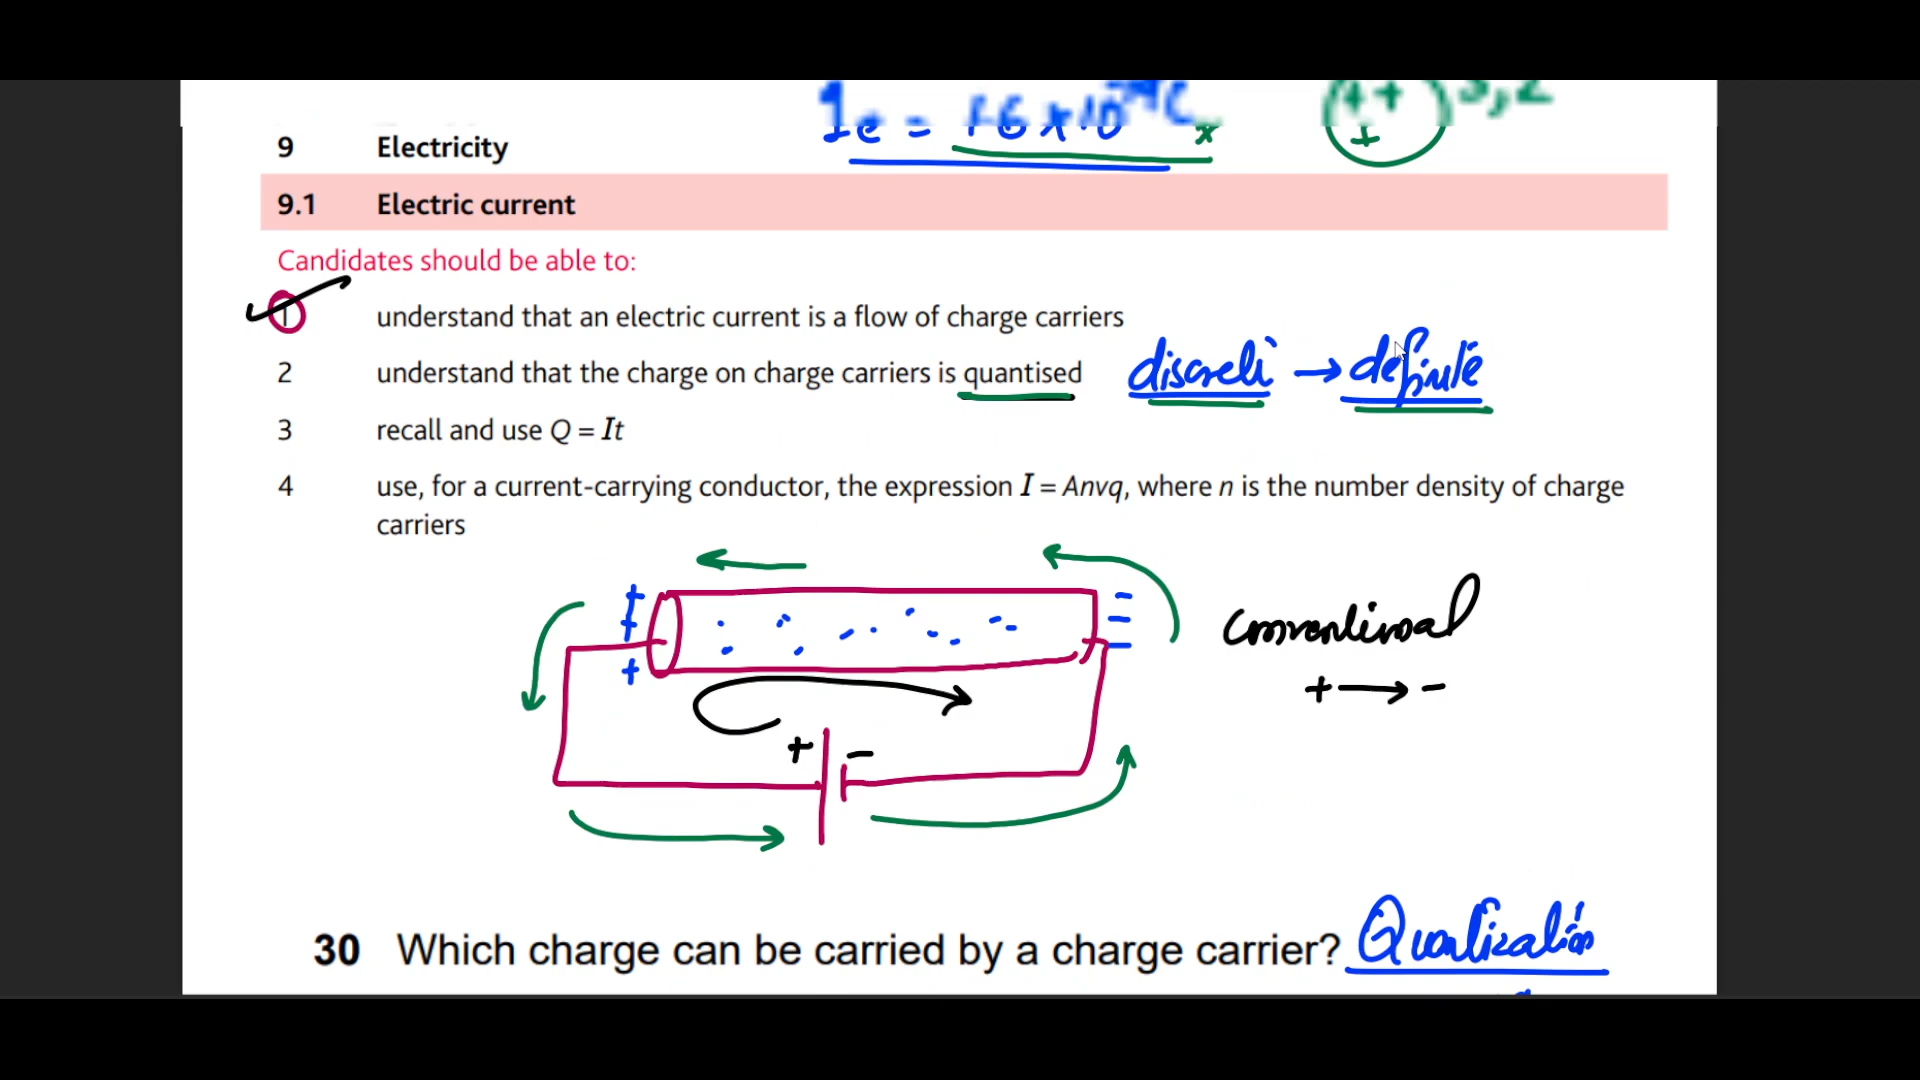 1e = 1.6 x 10⁻¹⁹C x (++ +) 3,2
9 Electricity
9.1 Electric current
Candidates should be able to:
1 understand that an electric current is a flow of charge carriers
2 understand that the charge on charge carriers is quantised discrete → definite
3 recall and use Q = It
4 use, for a current-carrying conductor, the expression I = Anvq, where n is the number density of charge
carriers
+ + + - - -
conventional
+ → -
+ -
30 Which charge can be carried by a charge carrier? Quantization